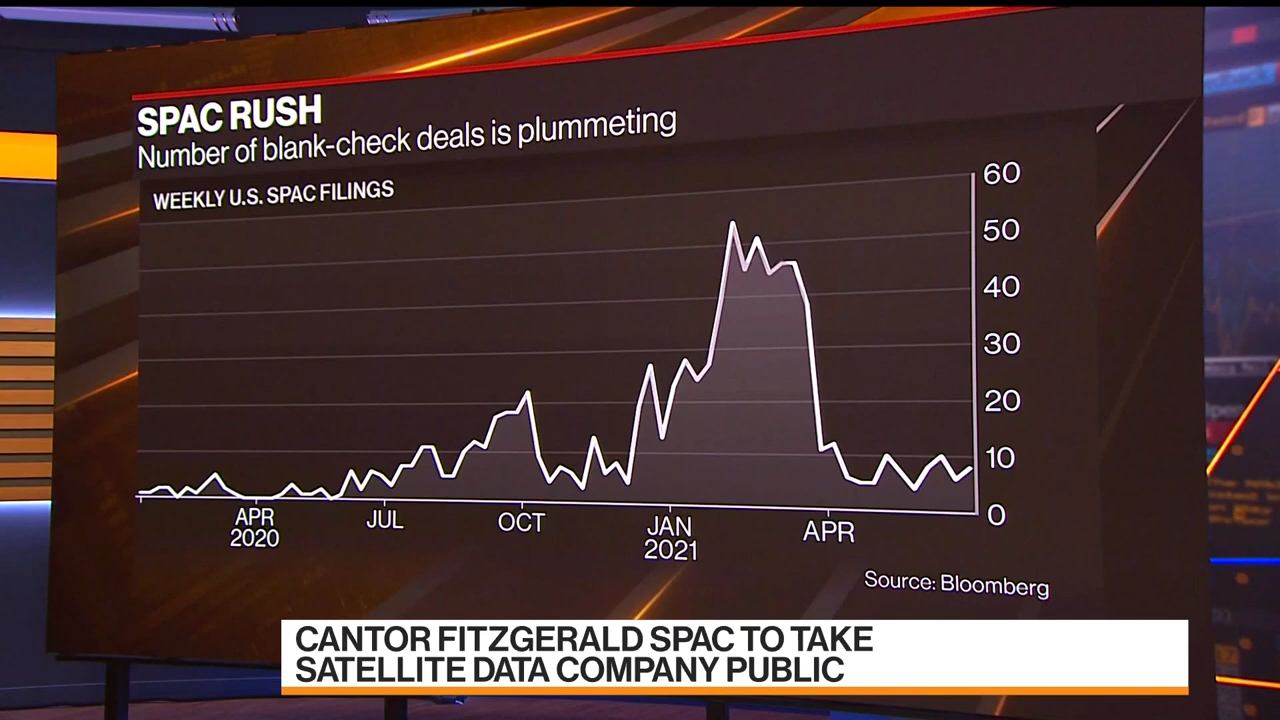 SPAC RUSH
Number of blank-check deals is plummeting
WEEKLY U.S. SPAC FILINGS
60
50
40
30
20
10
0
APR
2020
JUL
OCT
JAN
2021
APR
Source: Bloomberg
CANTOR FITZGERALD SPAC TO TAKE
SATELLITE DATA COMPANY PUBLIC